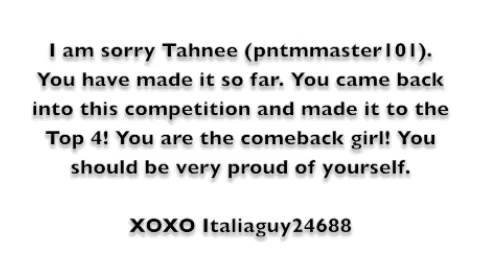 I am sorry Tahnee (pntmmaster101).
You have made it so far. You came back
into this competition and made it to the
Top 4! You are the comeback girl! You
should be very proud of yourself.
XOXO Italiaguy24688